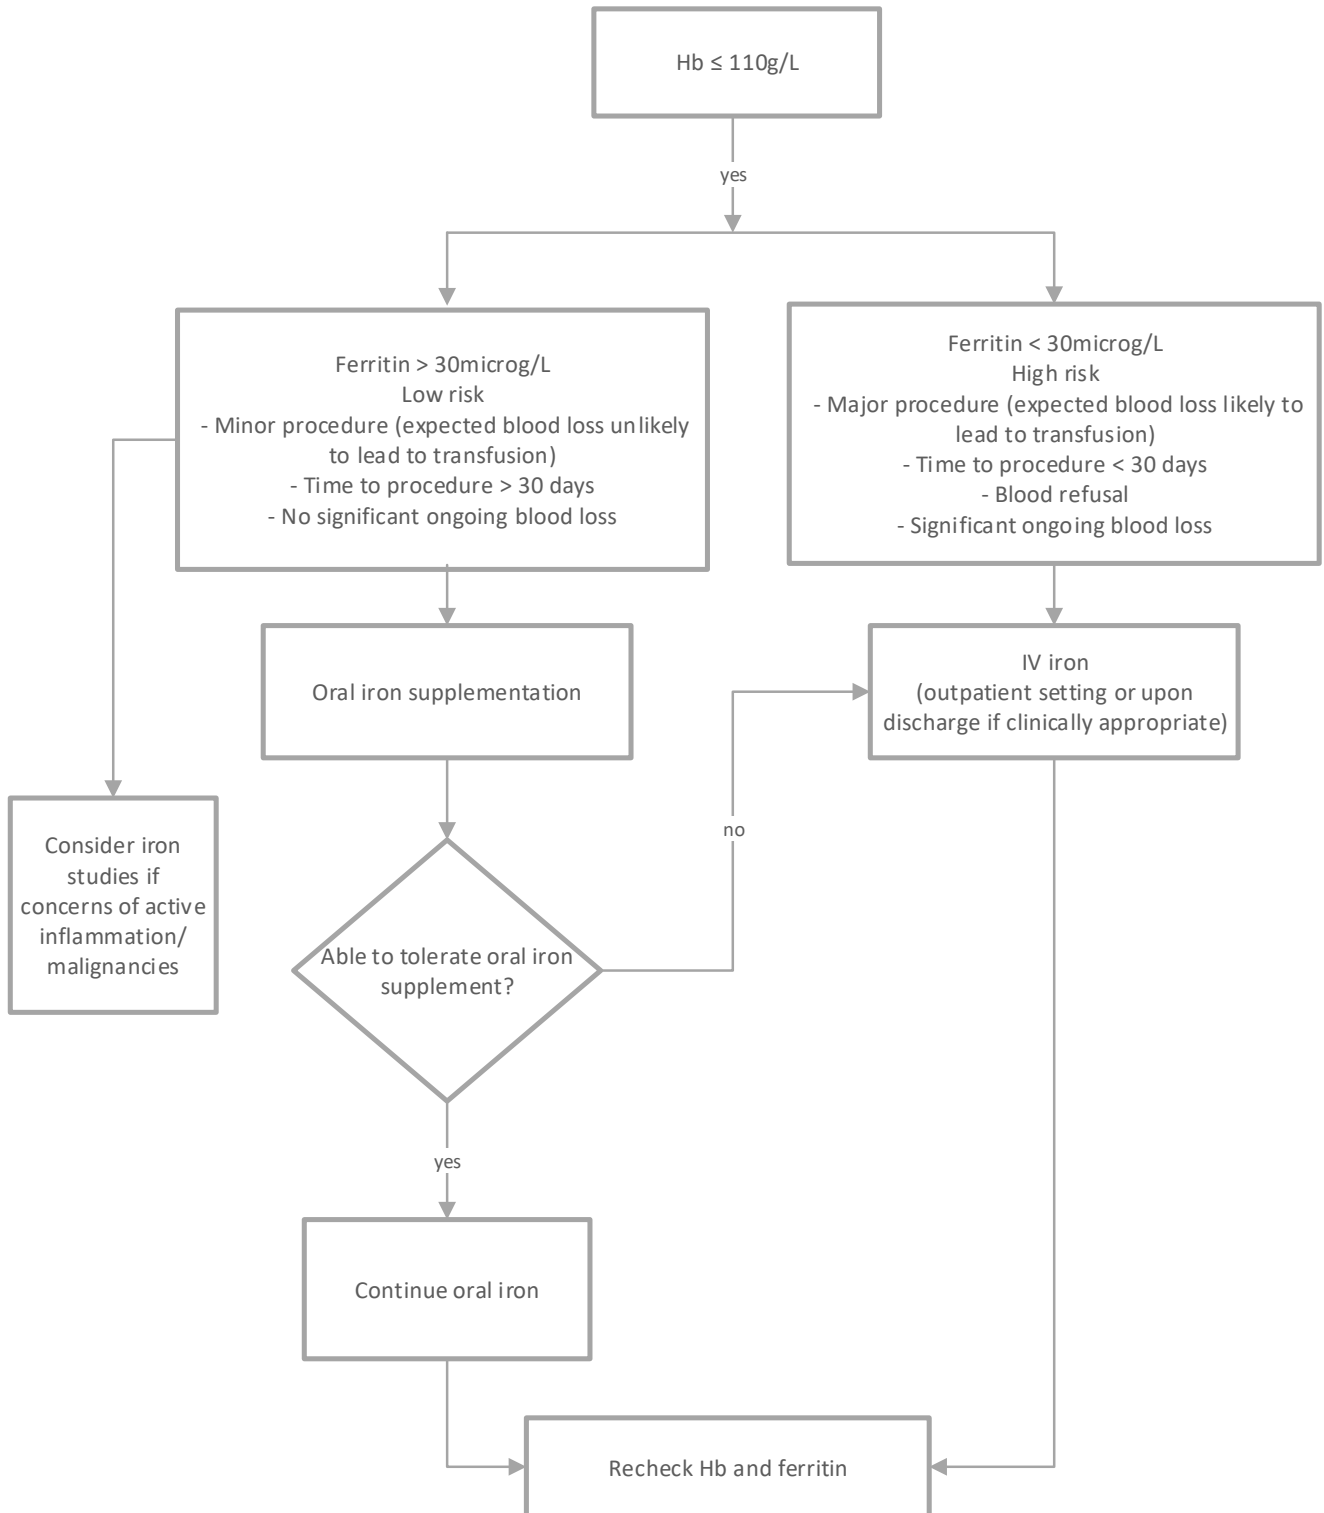 Hb ≤ 110g/L
yes
Ferritin > 30microg/L
Low risk
- Minor procedure (expected blood loss unlikely
to lead to transfusion)
- Time to procedure > 30 days
- No significant ongoing blood loss
Ferritin < 30microg/L
High risk
- Major procedure (expected blood loss likely to
lead to transfusion)
- Time to procedure < 30 days
- Blood refusal
- Significant ongoing blood loss
Oral iron supplementation
IV iron
(outpatient setting or upon
discharge if clinically appropriate)
Consider iron
studies if
concerns of active
inflammation/
malignancies
no
Able to tolerate oral iron
supplement?
yes
Continue oral iron
Recheck Hb and ferritin